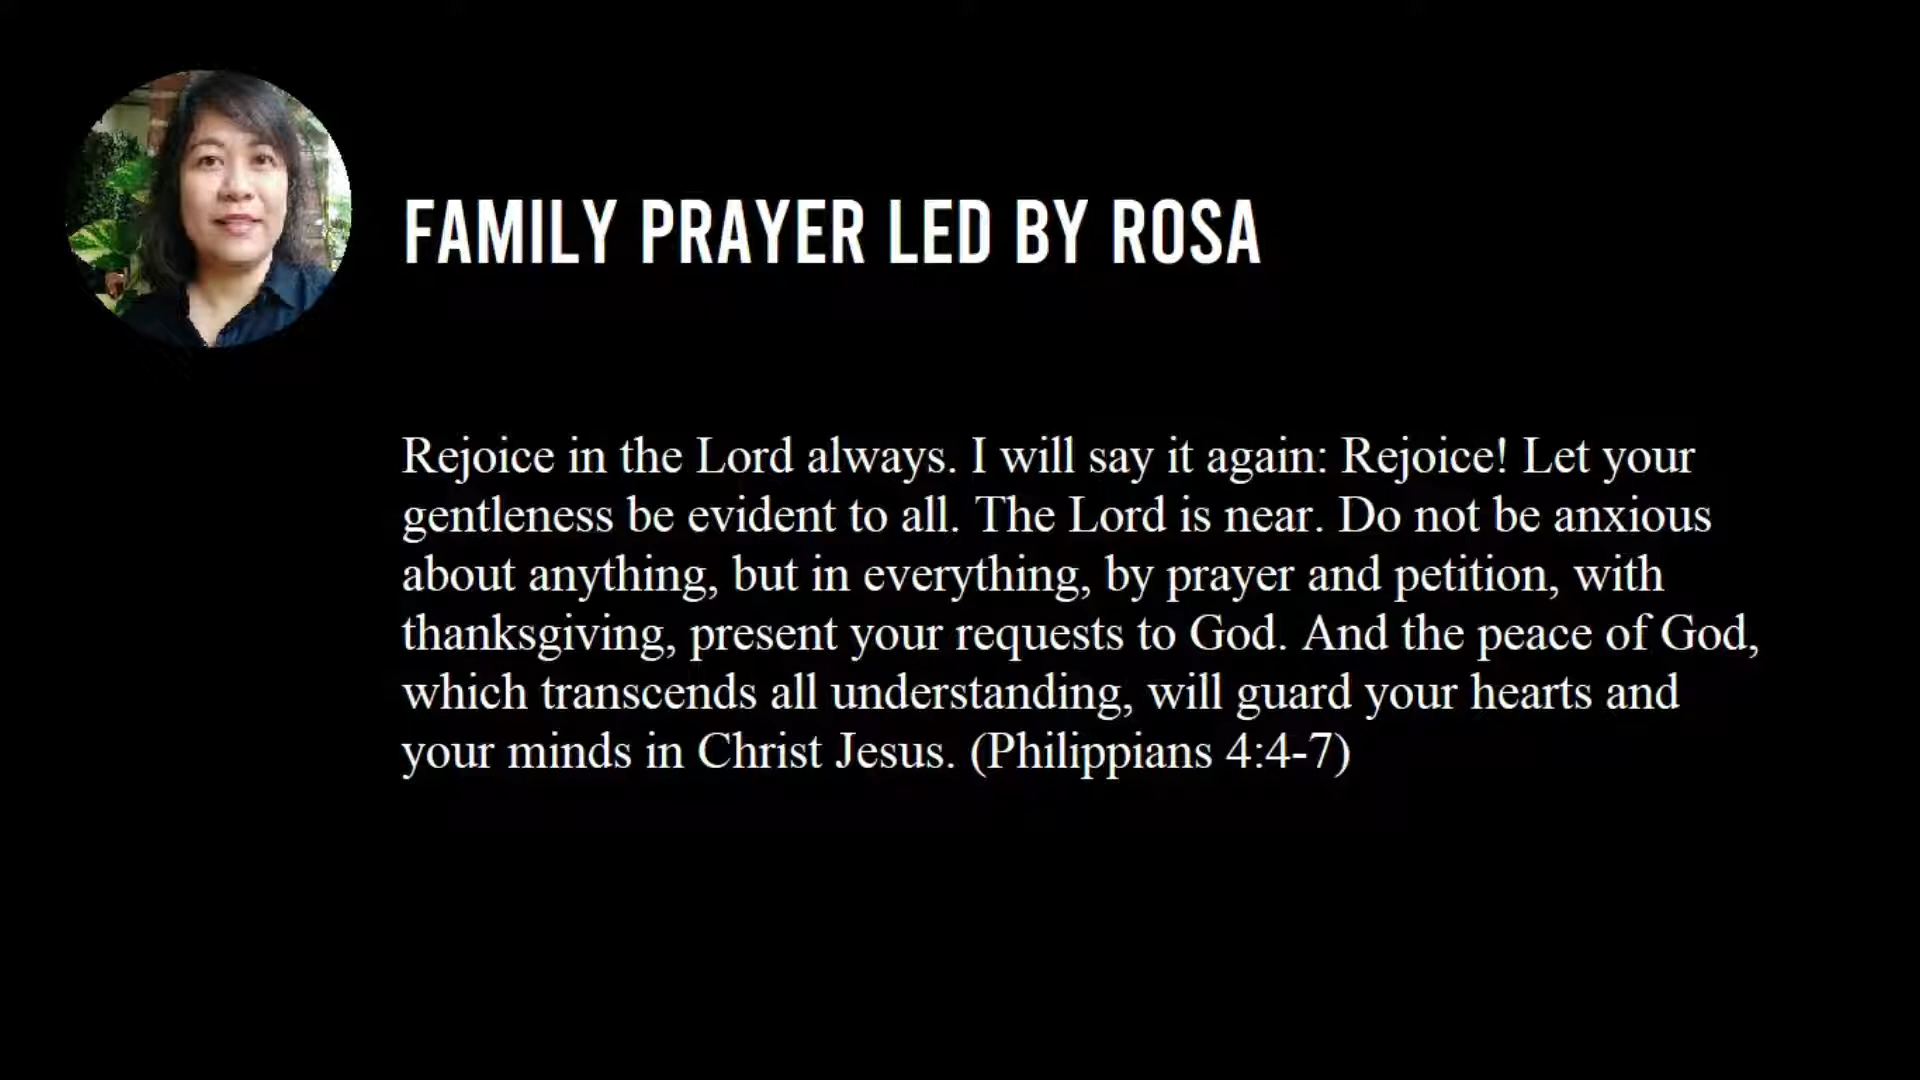 FAMILY PRAYER LED BY ROSA
Rejoice in the Lord always. I will say it again: Rejoice! Let your
gentleness be evident to all. The Lord is near. Do not be anxious
about anything, but in everything, by prayer and petition, with
thanksgiving, present your requests to God. And the peace of God,
which transcends all understanding, will guard your hearts and
your minds in Christ Jesus. (Philippians 4:4-7)